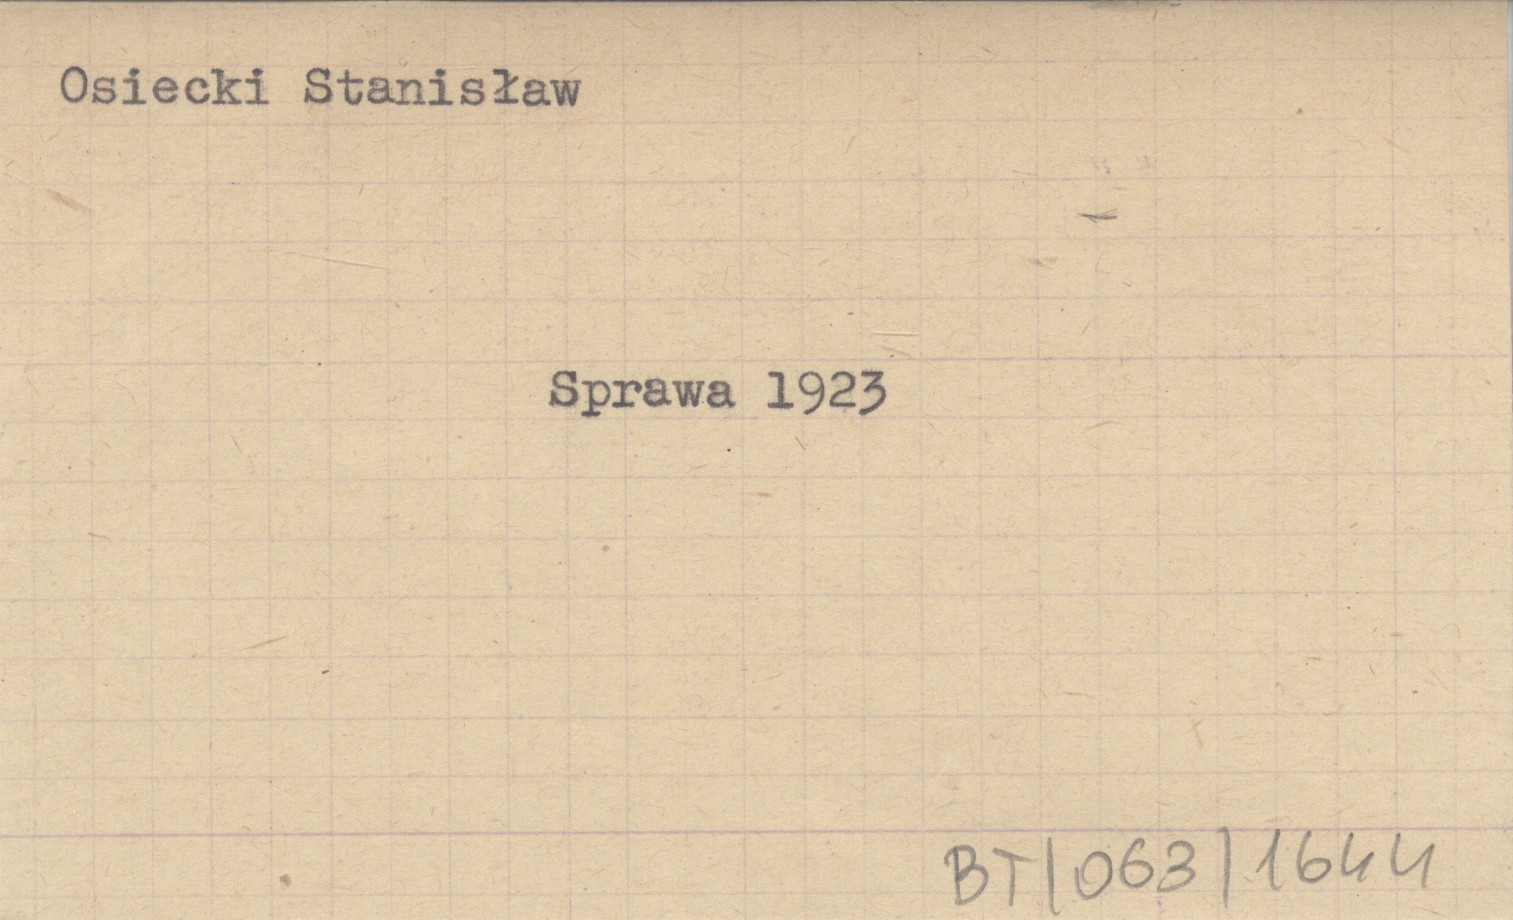 Osiecki Stanisław
Sprawa 1923
BT/063/1644